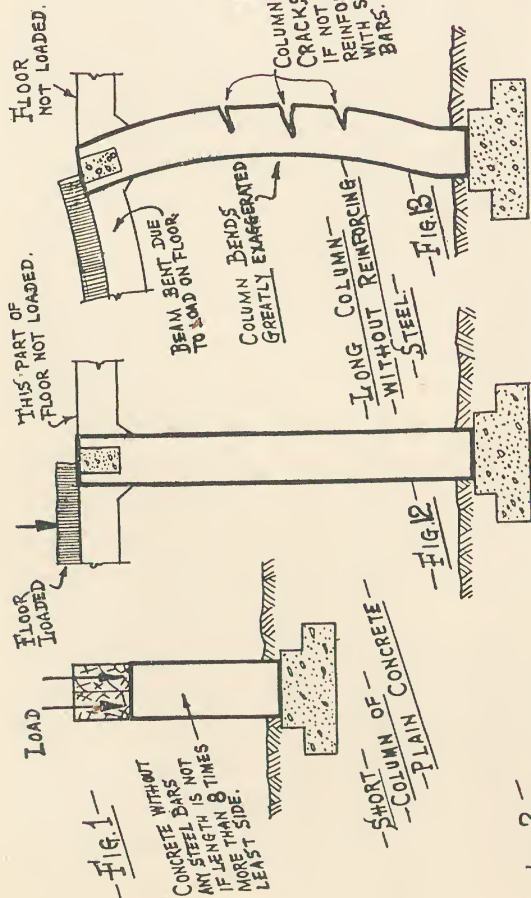 -FIG. 1-
LOAD
CONCRETE WITHOUT
ANY STEEL BARS NOT
IF LENGTH IS TIMES
MORE THAN 8
LEAST SIDE.
-SHORT-
-COLUMN OF-
-PLAIN CONCRETE-
FLOOR
LOADED
THIS PART OF
FLOOR NOT LOADED.
-FIG. 12-
FLOOR
NOT LOADED.
BEAM BENT DUE
TO LOAD ON FLOOR
COLUMN BENDS
GREATLY EXAGGERATED
COLUMN
CRACKS
IF NOT
REINFO
WITH S
BARS.
-LONG COLUMN-
-WITHOUT REINFORCING-
-STEEL.-
-FIG. 13-